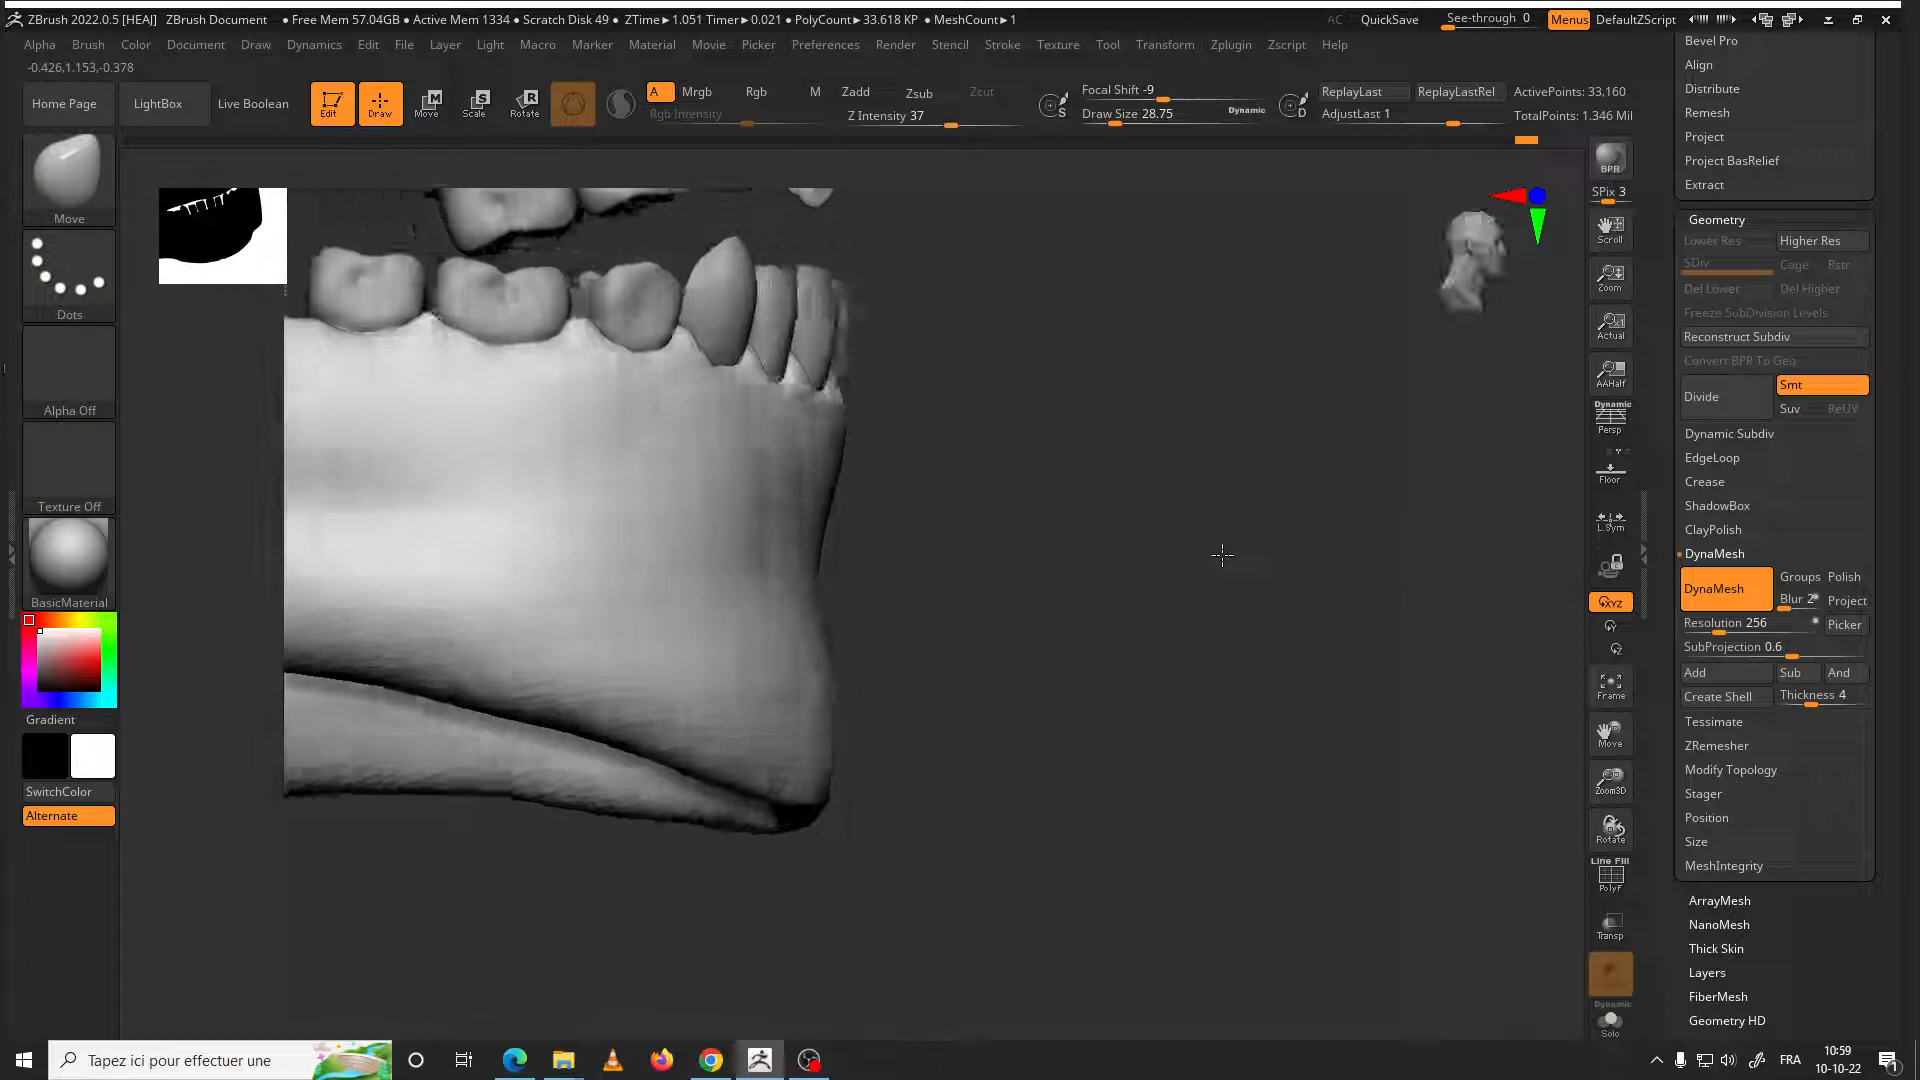 ZBrush 2022.0.5 [HEAJ] ZBrush Document • Free Mem 57.04GB • Active Mem 1334 • Scratch Disk 49 • ZTime►1.051 Timer►0.021 • PolyCount►33.618 KP • MeshCount►1 AC QuickSave See-through 0 Menus DefaultZScript
Alpha Brush Color Document Draw Dynamics Edit File Layer Light Macro Marker Material Movie Picker Preferences Render Stencil Stroke Texture Tool Transform Zplugin Zscript Help
-0.426,1.153,-0.378
Home Page LightBox Live Boolean Edit Draw Move Scale Rotate
A Mrgb Rgb M Zadd Zsub Zcut
Rgb Intensity Z Intensity 37
Focal Shift -9
Draw Size 28.75 Dynamic
S D
ReplayLast ReplayLastRel ActivePoints: 33,160
AdjustLast 1 TotalPoints: 1.346 Mil
Move
Dots
Alpha Off
Texture Off
BasicMaterial
Gradient
SwitchColor
Alternate
BPR
SPix 3
Scroll
Zoom
Actual
AAHalf
Dynamic
Persp
Floor
L.Sym
XYZ
Frame
Move
Zoom3D
Rotate
Line Fill
PolyF
Transp
Dynamic
Solo
Bevel Pro
Align
Distribute
Remesh
Project
Project BasRelief
Extract
Geometry
Lower Res Higher Res
SDiv Cage Rstr
Del Lower Del Higher
Freeze SubDivision Levels
Reconstruct Subdiv
Convert BPR To Geo
Divide Smt
Suv ReUV
Dynamic Subdiv
EdgeLoop
Crease
ShadowBox
ClayPolish
DynaMesh
DynaMesh Groups Polish
Blur 2 Project
Resolution 256 Picker
SubProjection 0.6
Add Sub And
Create Shell Thickness 4
Tessimate
ZRemesher
Modify Topology
Stager
Position
Size
MeshIntegrity
ArrayMesh
NanoMesh
Thick Skin
Layers
FiberMesh
Geometry HD
Tapez ici pour effectuer une
FRA
10:59
10-10-22
1